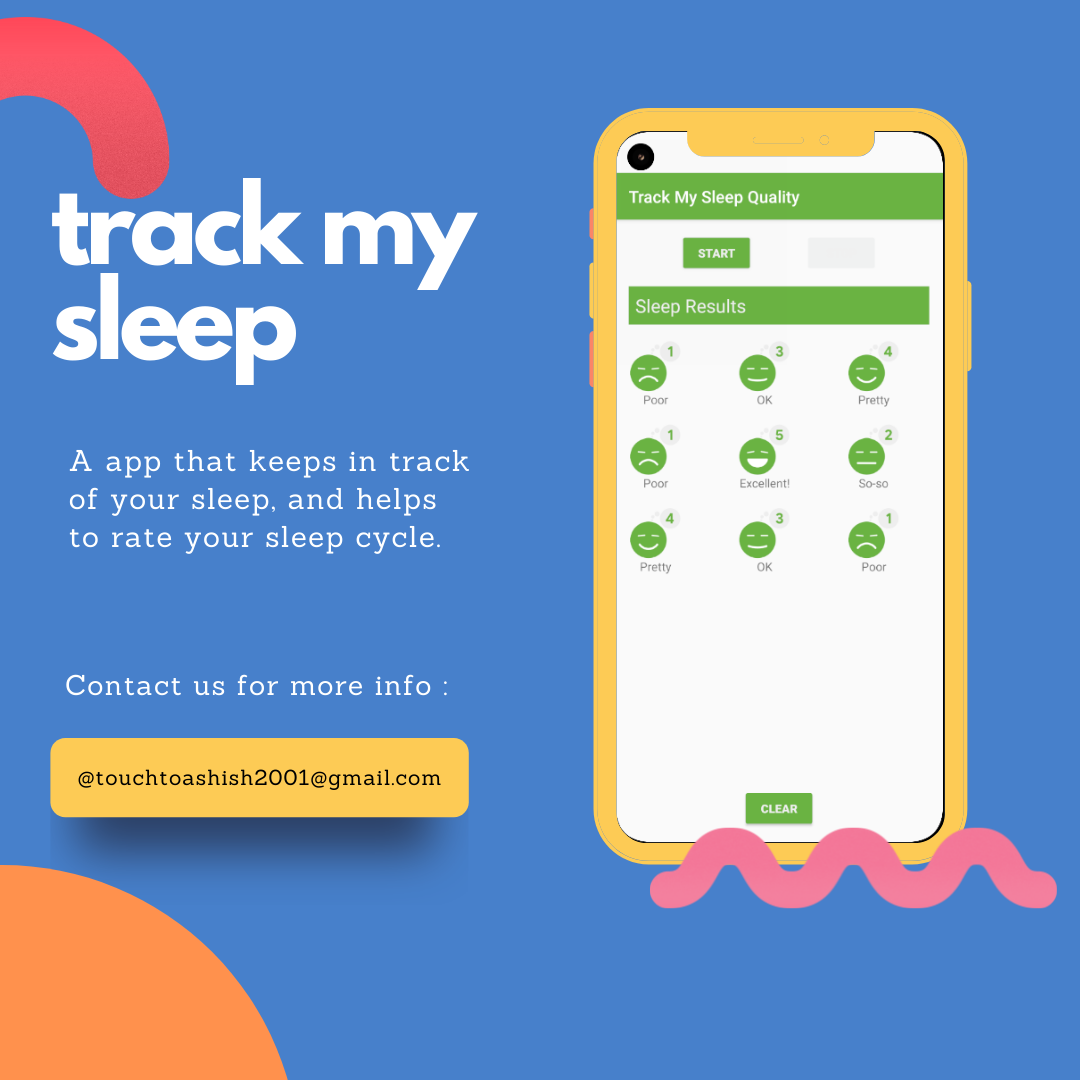 track my
sleep
A app that keeps in track
of your sleep, and helps
to rate your sleep cycle.
Contact us for more info :
@touchtoashish2001@gmail.com
Track My Sleep Quality
START
Sleep Results
1 3 4
Poor OK Pretty
1 5 2
Poor Excellent! So-so
4 3 1
Pretty OK Poor
CLEAR